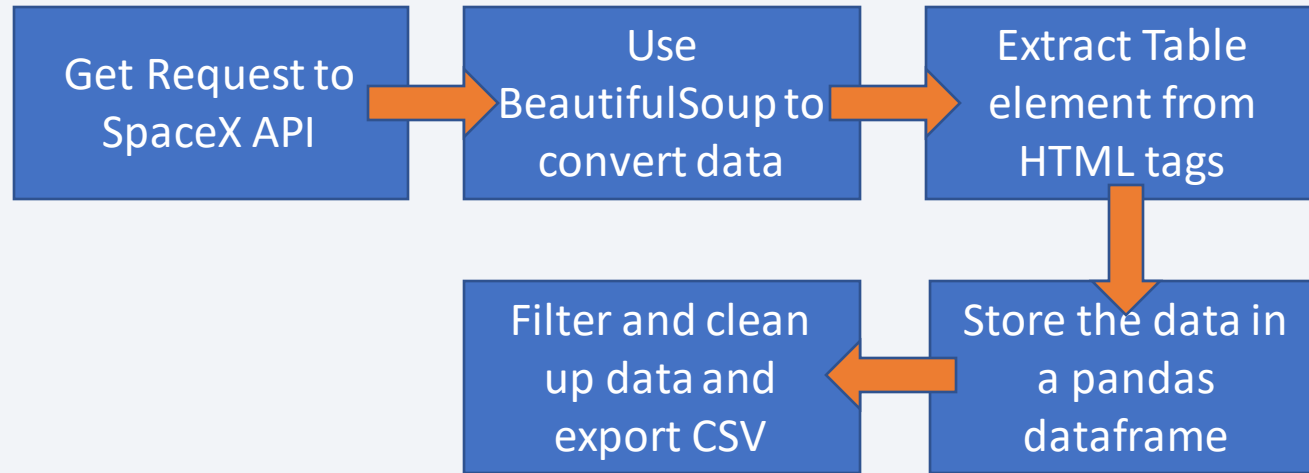 Get Request to
SpaceX API
Use
BeautifulSoup to
convert data
Extract Table
element from
HTML tags
Store the data in
a pandas
dataframe
Filter and clean
up data and
export CSV